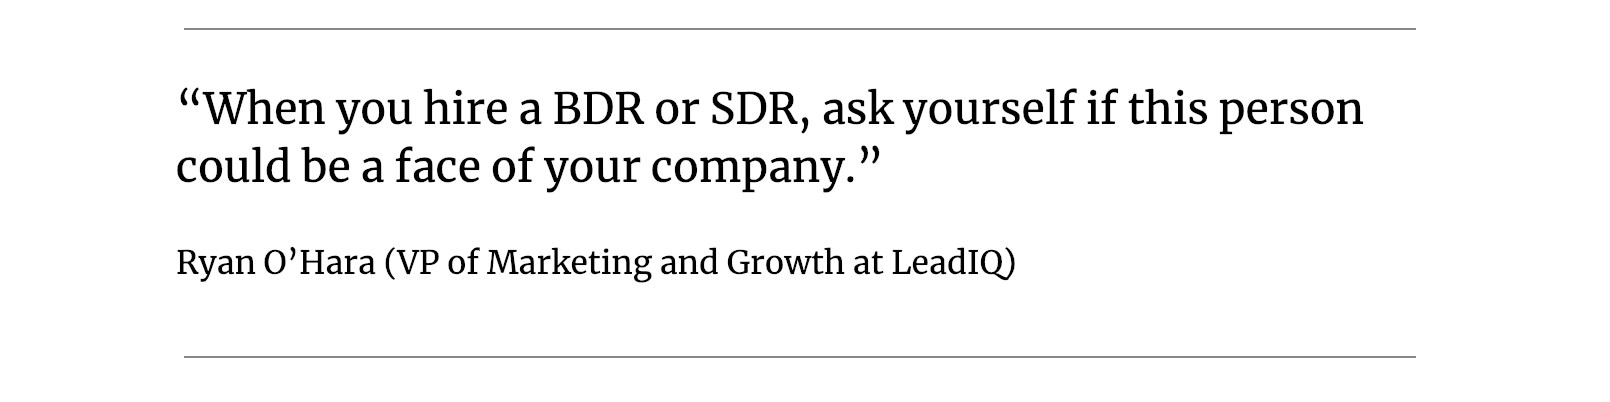 “When you hire a BDR or SDR, ask yourself if this person
could be a face of your company.”
Ryan O’Hara (VP of Marketing and Growth at LeadIQ)